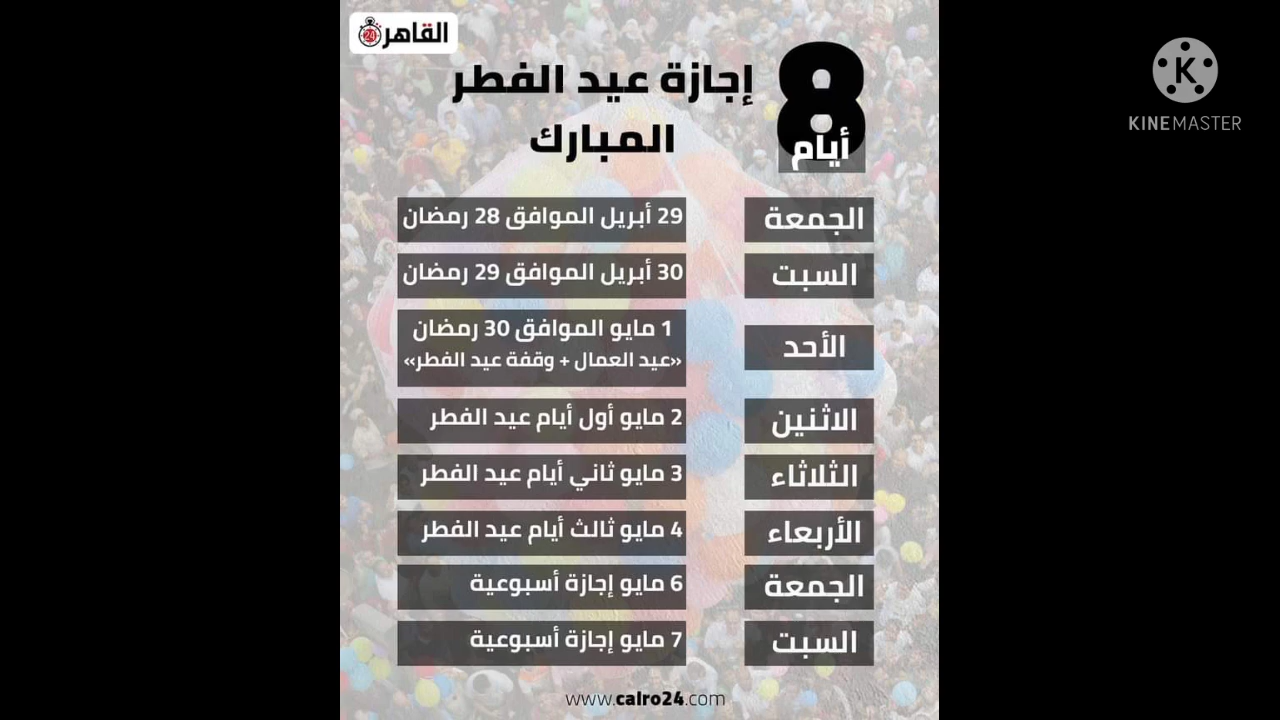 القاهرة 24
8 أيام
إجازة عيد الفطر
المبارك
KINEMASTER
الجمعة
29 أبريل الموافق 28 رمضان
السبت
30 أبريل الموافق 29 رمضان
الأحد
1 مايو الموافق 30 رمضان
«عيد العمال + وقفة عيد الفطر»
الاثنين
2 مايو أول أيام عيد الفطر
الثلاثاء
3 مايو ثاني أيام عيد الفطر
الأربعاء
4 مايو ثالث أيام عيد الفطر
الجمعة
6 مايو إجازة أسبوعية
السبت
7 مايو إجازة أسبوعية
www.cairo24.com